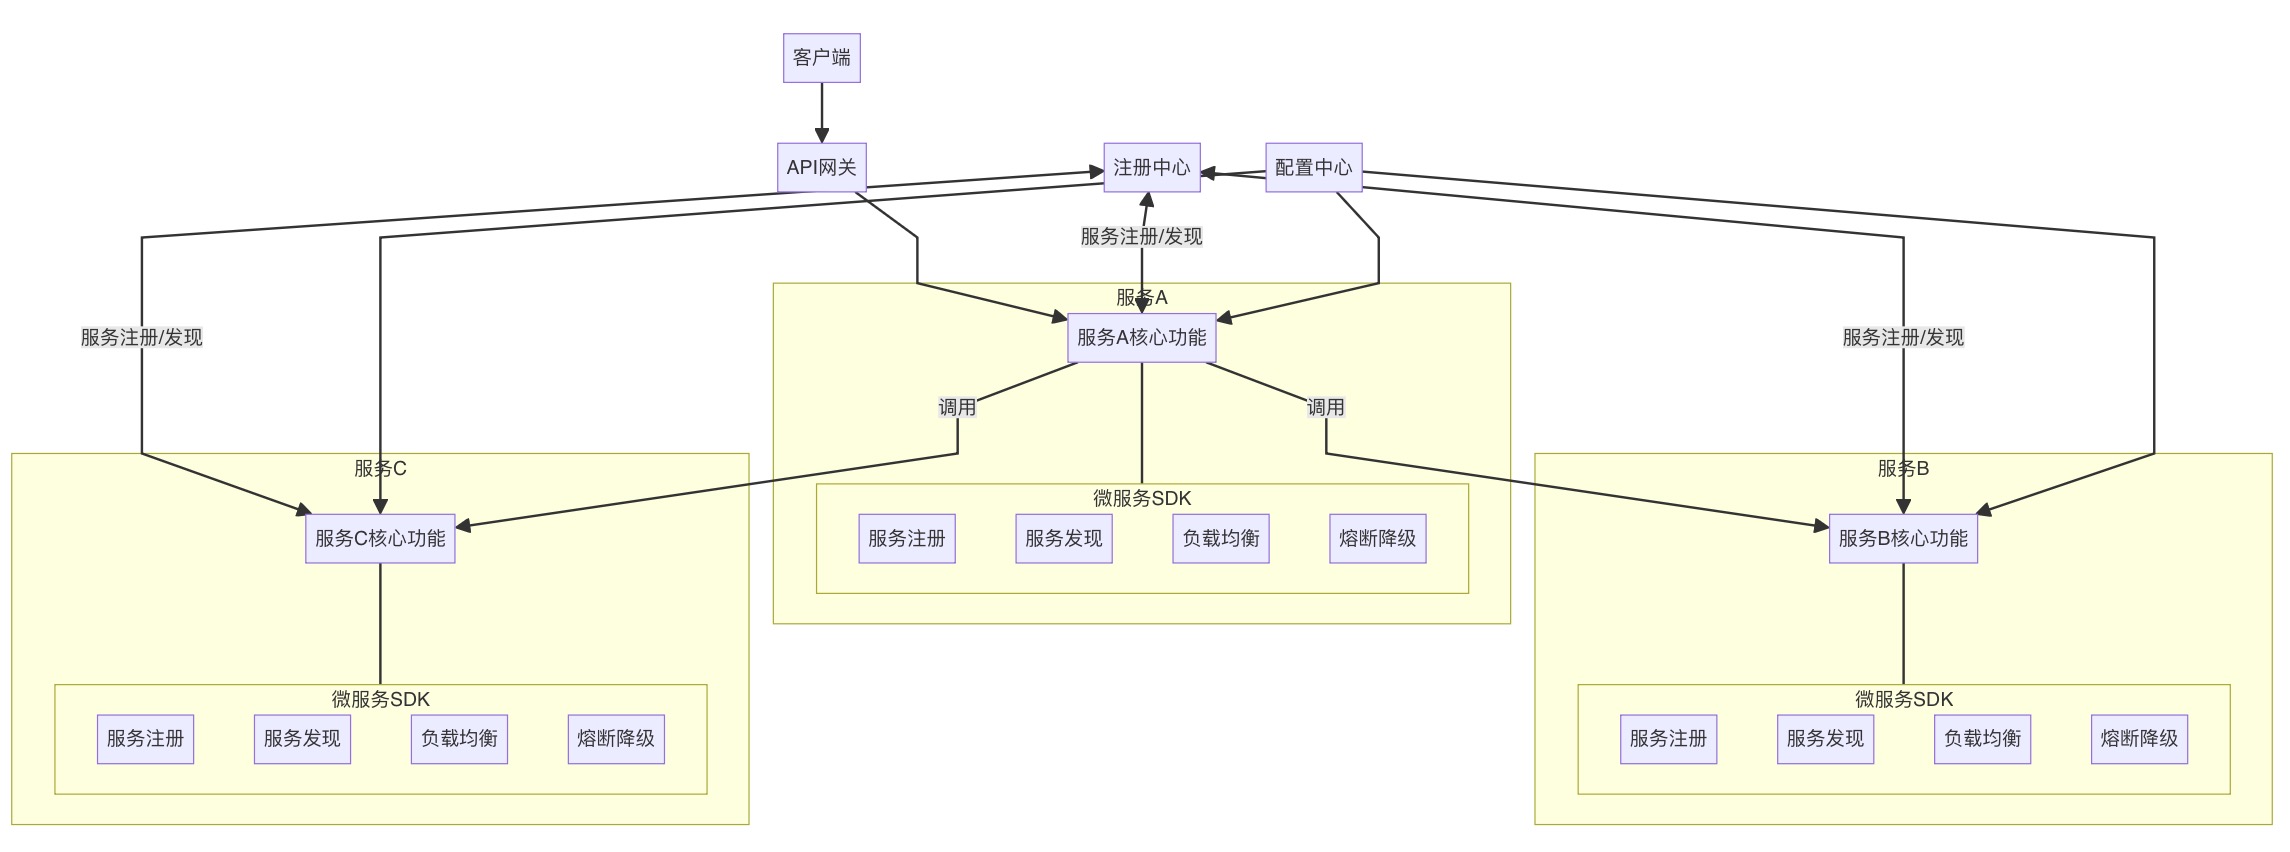 客户端
API网关
注册中心
配置中心
服务注册/发现
服务A
服务注册/发现
服务A核心功能
服务注册/发现
调用
调用
服务C
服务B
微服务SDK
服务C核心功能
服务注册
服务发现
负载均衡
熔断降级
服务B核心功能
微服务SDK
微服务SDK
服务注册
服务发现
负载均衡
熔断降级
服务注册
服务发现
负载均衡
熔断降级